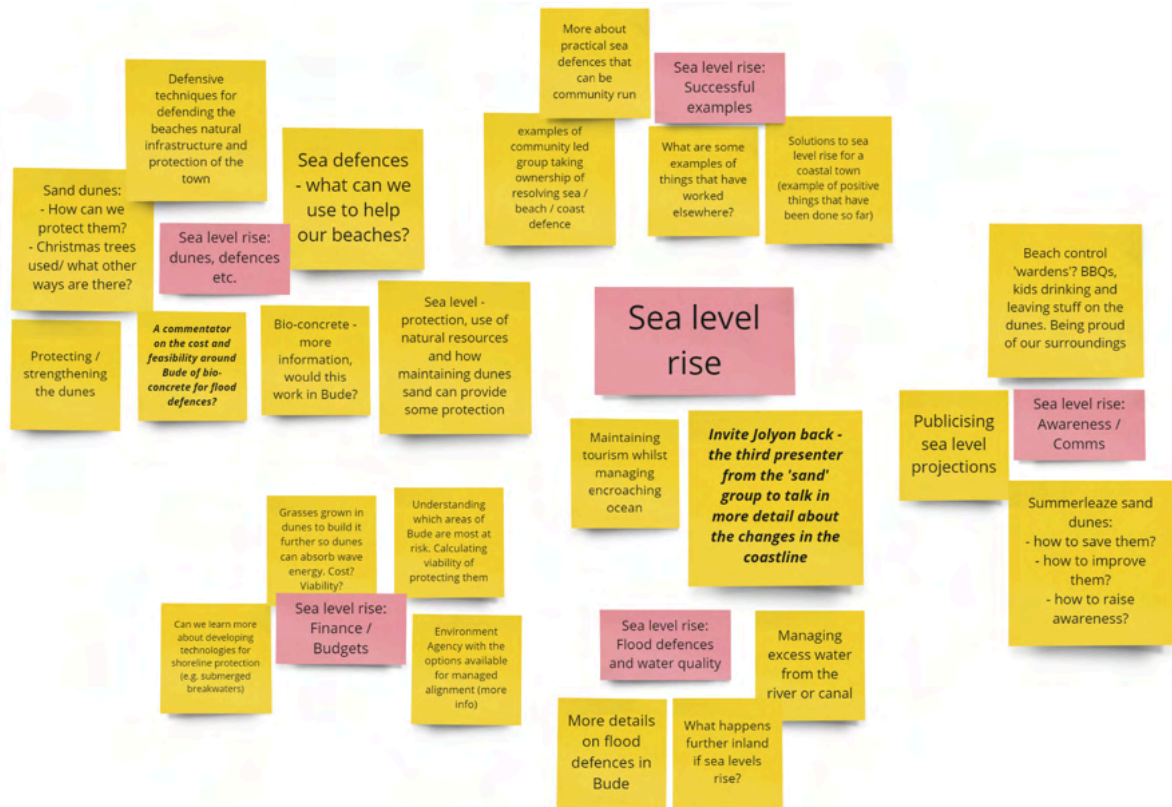 Defensive
techniques for
defending the
beaches natural
infrastructure and
protection of the
town
Sea defences
- what can we
use to help
our beaches?
Sand dunes:
- How can we
protect them?
- Christmas trees
used/ what other
ways are there?
Sea level rise:
dunes, defences
etc.
Protecting /
strengthening
the dunes
A commentator
on the cost and
feasibility around
Bude of bio-
concrete for flood
defences?
Bio-concrete -
more
information,
would this
work in Bude?
Sea level -
protection, use of
natural resources
and how
maintaining dunes
sand can provide
some protection
More about
practical sea
defences that
can be
community run
Sea level rise:
Successful
examples
examples of
community led
group taking
ownership of
resolving sea /
beach / coast
defence
What are some
examples of
things that have
worked
elsewhere?
Solutions to sea
level rise for a
coastal town
(example of positive
things that have
been done so far)
Sea level
rise
Maintaining
tourism whilst
managing
encroaching
ocean
Invite Jolyon back -
the third presenter
from the 'sand'
group to talk in
more detail about
the changes in the
coastline
Beach control
'wardens'? BBQs,
kids drinking and
leaving stuff on the
dunes. Being proud
of our surroundings
Publicising
sea level
projections
Sea level rise:
Awareness /
Comms
Summerleaze sand
dunes:
- how to save them?
- how to improve
them?
- how to raise
awareness?
Grasses grown in
dunes to build it
further so dunes
can absorb wave
energy. Cost?
Viability?
Understanding
which areas of
Bude are most at
risk. Calculating
viability of
protecting them
Sea level rise:
Finance /
Budgets
Can we learn more
about developing
technologies for
shoreline protection
(e.g. submerged
breakwaters)
Environment
Agency with the
options available
for managed
alignment (more
info)
Sea level rise:
Flood defences
and water quality
Managing
excess water
from the
river or canal
More details
on flood
defences in
Bude
What happens
further inland
if sea levels
rise?